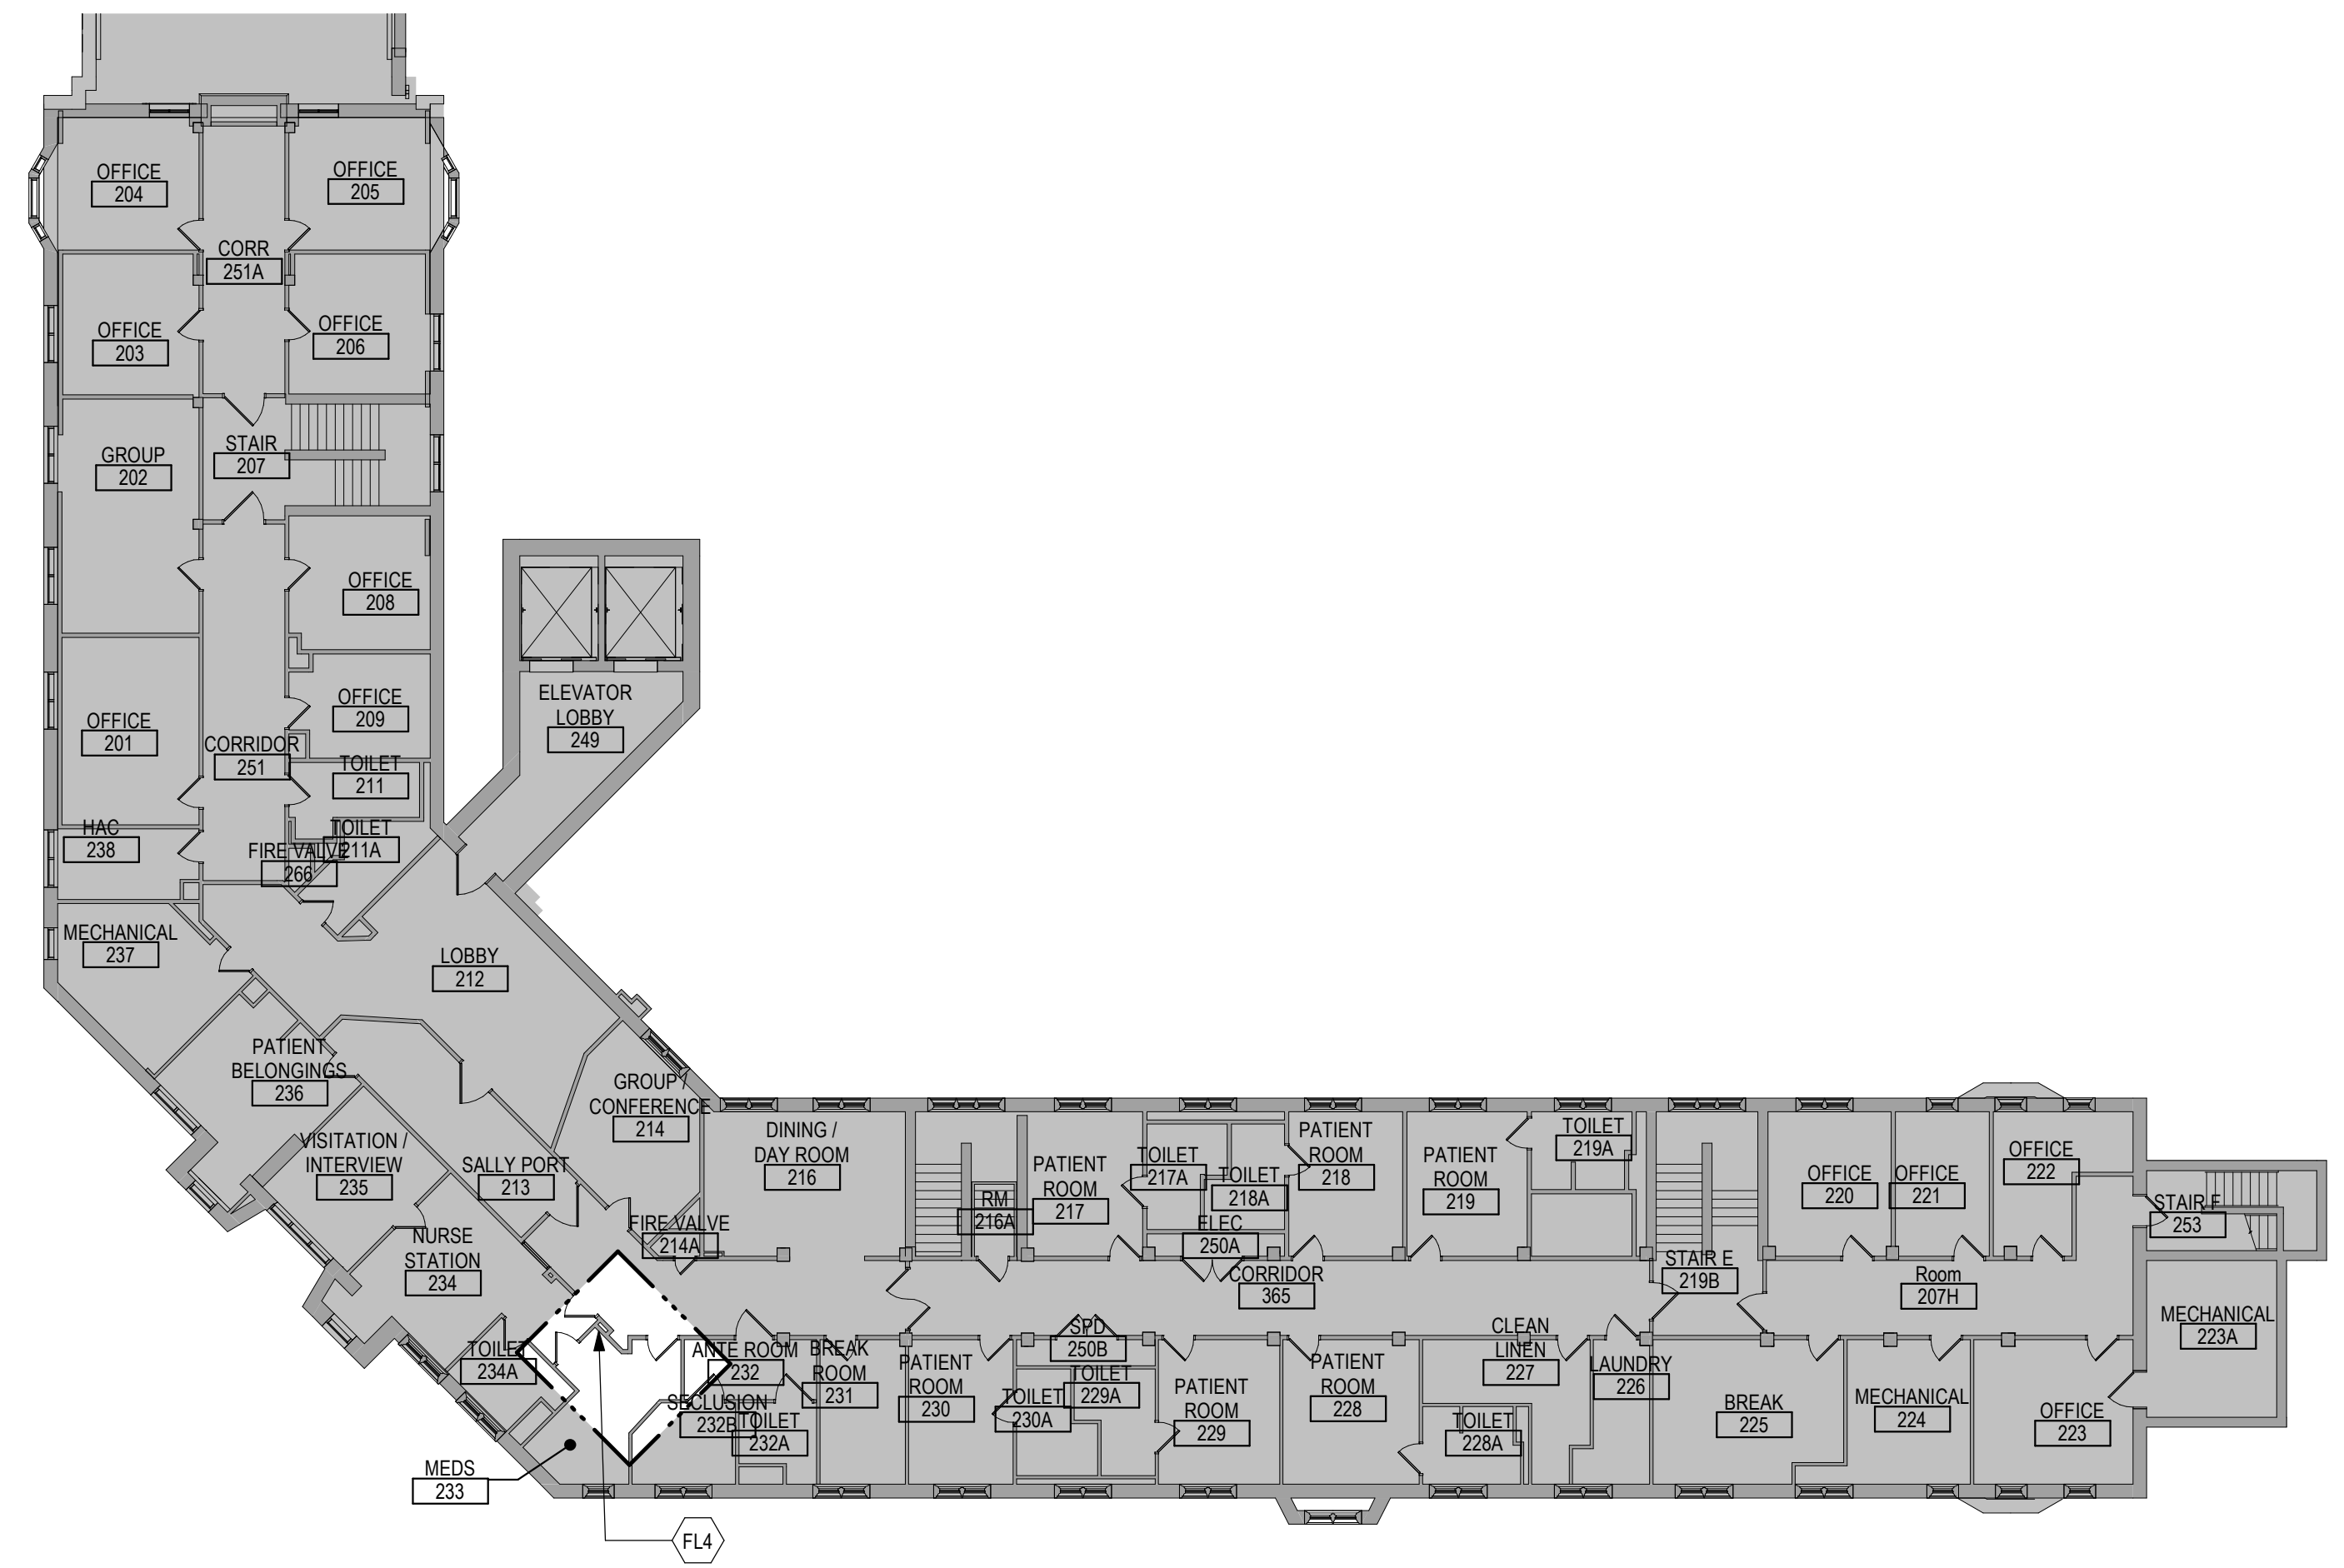 OFFICE
204
OFFICE
205
CORR
251A
OFFICE
203
OFFICE
206
GROUP
202
STAIR
207
OFFICE
208
OFFICE
209
OFFICE
201
CORRIDOR
251
TOILET
211
TOILET
211A
HAC
238
FIRE VALVE
266
ELEVATOR
LOBBY
249
MECHANICAL
237
LOBBY
212
PATIENT
BELONGINGS
236
GROUP /
CONFERENCE
214
VISITATION /
INTERVIEW
235
SALLY PORT
213
NURSE
STATION
234
FIRE VALVE
214A
DINING /
DAY ROOM
216
RM
216A
PATIENT
ROOM
217
TOILET
217A
TOILET
218A
ELEC
250A
PATIENT
ROOM
218
PATIENT
ROOM
219
TOILET
219A
CORRIDOR
365
STAIR E
219B
OFFICE
220
OFFICE
221
OFFICE
222
STAIR F
253
Room
207H
MECHANICAL
223A
TOILET
234A
ANTE ROOM
232
SECLUSION
232B
TOILET
232A
BREAK
ROOM
231
PATIENT
ROOM
230
SPD
250B
TOILET
229A
TOILET
230A
PATIENT
ROOM
229
PATIENT
ROOM
228
CLEAN
LINEN
227
TOILET
228A
LAUNDRY
226
BREAK
225
MECHANICAL
224
OFFICE
223
MEDS
233
FL4